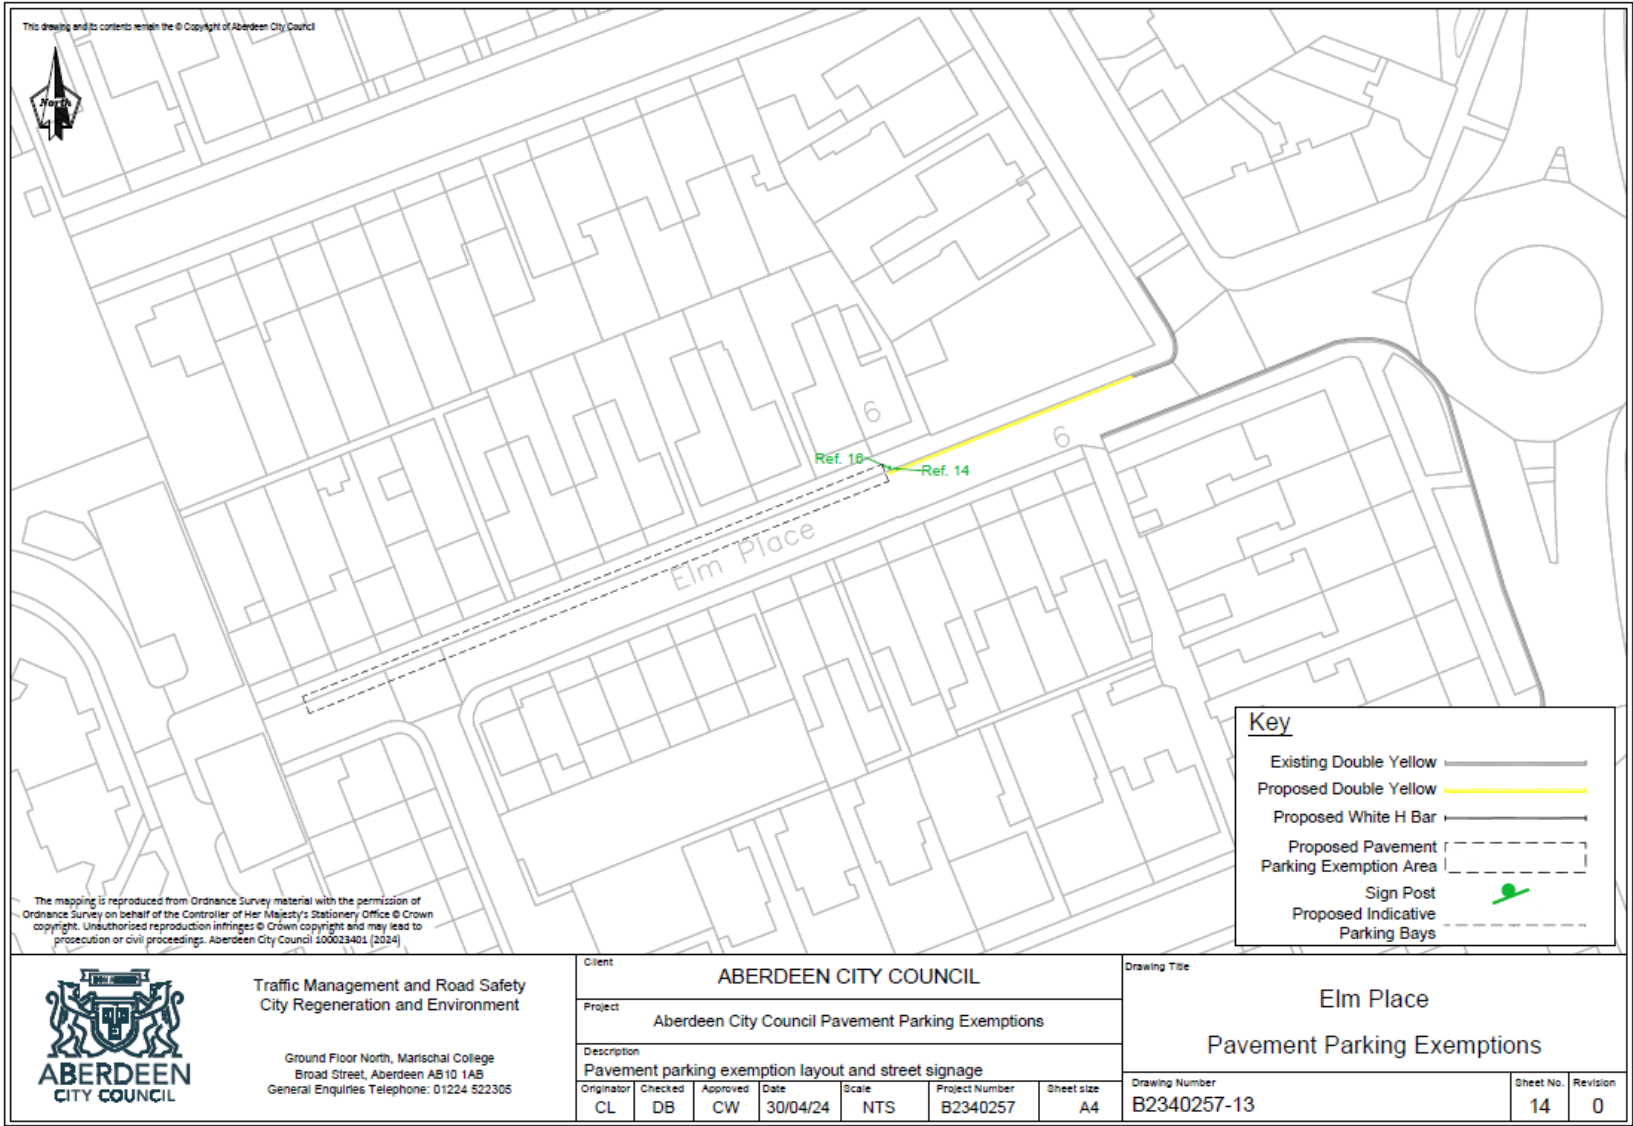 This drawing and its contents remain the © Copyright of Aberdeen City Council
North
6
6
Ref. 16
Ref. 14
Elm Place
Key
Existing Double Yellow
Proposed Double Yellow
Proposed White H Bar
Proposed Pavement
Parking Exemption Area
Sign Post
Proposed Indicative
Parking Bays
The mapping is reproduced from Ordnance Survey material with the permission of
Ordnance Survey on behalf of the Controller of Her Majesty's Stationery Office © Crown
copyright. Unauthorised reproduction infringes © Crown copyright and may lead to
prosecution or civil proceedings. Aberdeen City Council 100023401 (2024)
ABERDEEN
CITY COUNCIL
Traffic Management and Road Safety
City Regeneration and Environment
Ground Floor North, Marischal College
Broad Street, Aberdeen AB10 1AB
General Enquiries Telephone: 01224 522305
Client
ABERDEEN CITY COUNCIL
Project
Aberdeen City Council Pavement Parking Exemptions
Description
Pavement parking exemption layout and street signage
Originator Checked Approved Date Scale Project Number Sheet size
CL DB CW 30/04/24 NTS B2340257 A4
Drawing Title
Elm Place
Pavement Parking Exemptions
Drawing Number Sheet No. Revision
B2340257-13 14 0